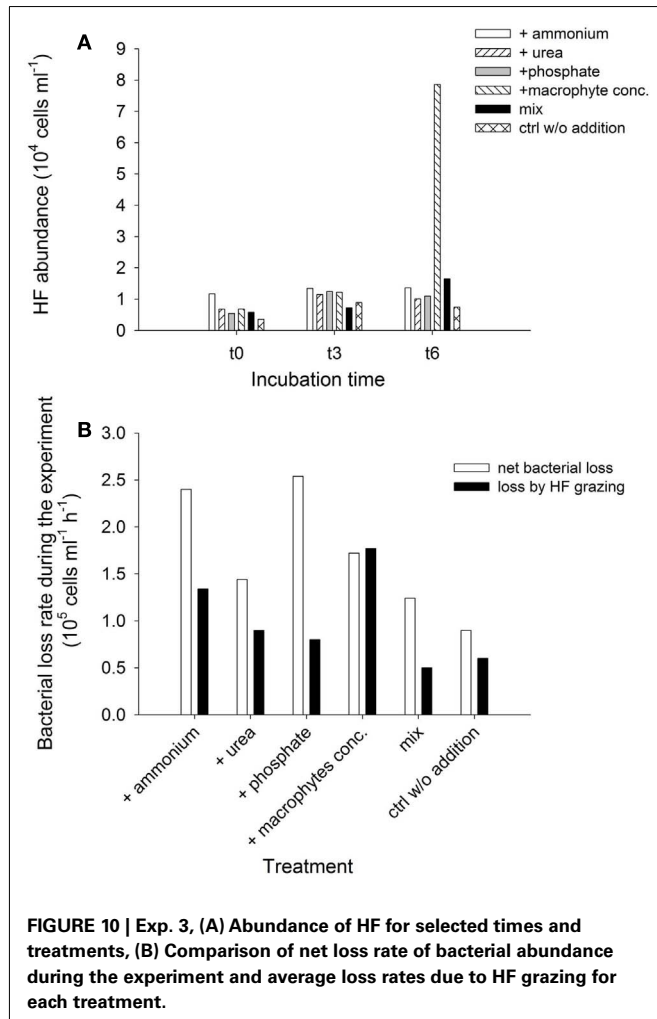 A
9
8
7
6
5
4
3
2
1
0
HF abundance (10⁴ cells ml⁻¹)
+ ammonium
+ urea
+phosphate
+macrophyte conc.
mix
ctrl w/o addition
t0 t3 t6
Incubation time
B
3.0
2.5
2.0
1.5
1.0
0.5
0.0
Bacterial loss rate during the experiment
(10⁵ cells ml⁻¹ h⁻¹)
net bacterial loss
loss by HF grazing
+ ammonium
+ urea
+ phosphate
+ macrophytes conc.
mix
ctrl w/o addition
Treatment
FIGURE 10 | Exp. 3, (A) Abundance of HF for selected times and
treatments, (B) Comparison of net loss rate of bacterial abundance
during the experiment and average loss rates due to HF grazing for
each treatment.